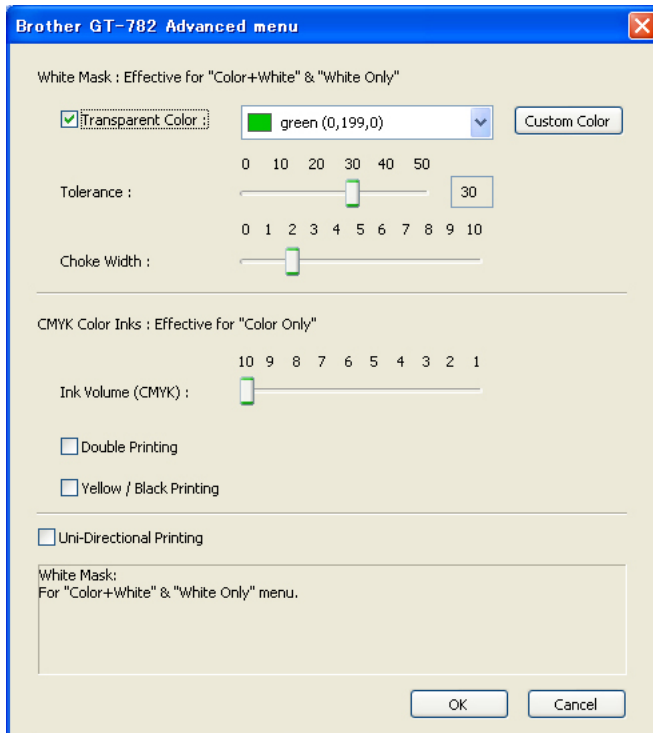 Brother GT-782 Advanced menu
White Mask : Effective for "Color+White" & "White Only"
Transparent Color : green (0,199,0) Custom Color
0 10 20 30 40 50
Tolerance : 30
0 1 2 3 4 5 6 7 8 9 10
Choke Width :
CMYK Color Inks : Effective for "Color Only"
10 9 8 7 6 5 4 3 2 1
Ink Volume (CMYK) :
Double Printing
Yellow / Black Printing
Uni-Directional Printing
White Mask:
For "Color+White" & "White Only" menu.
OK Cancel